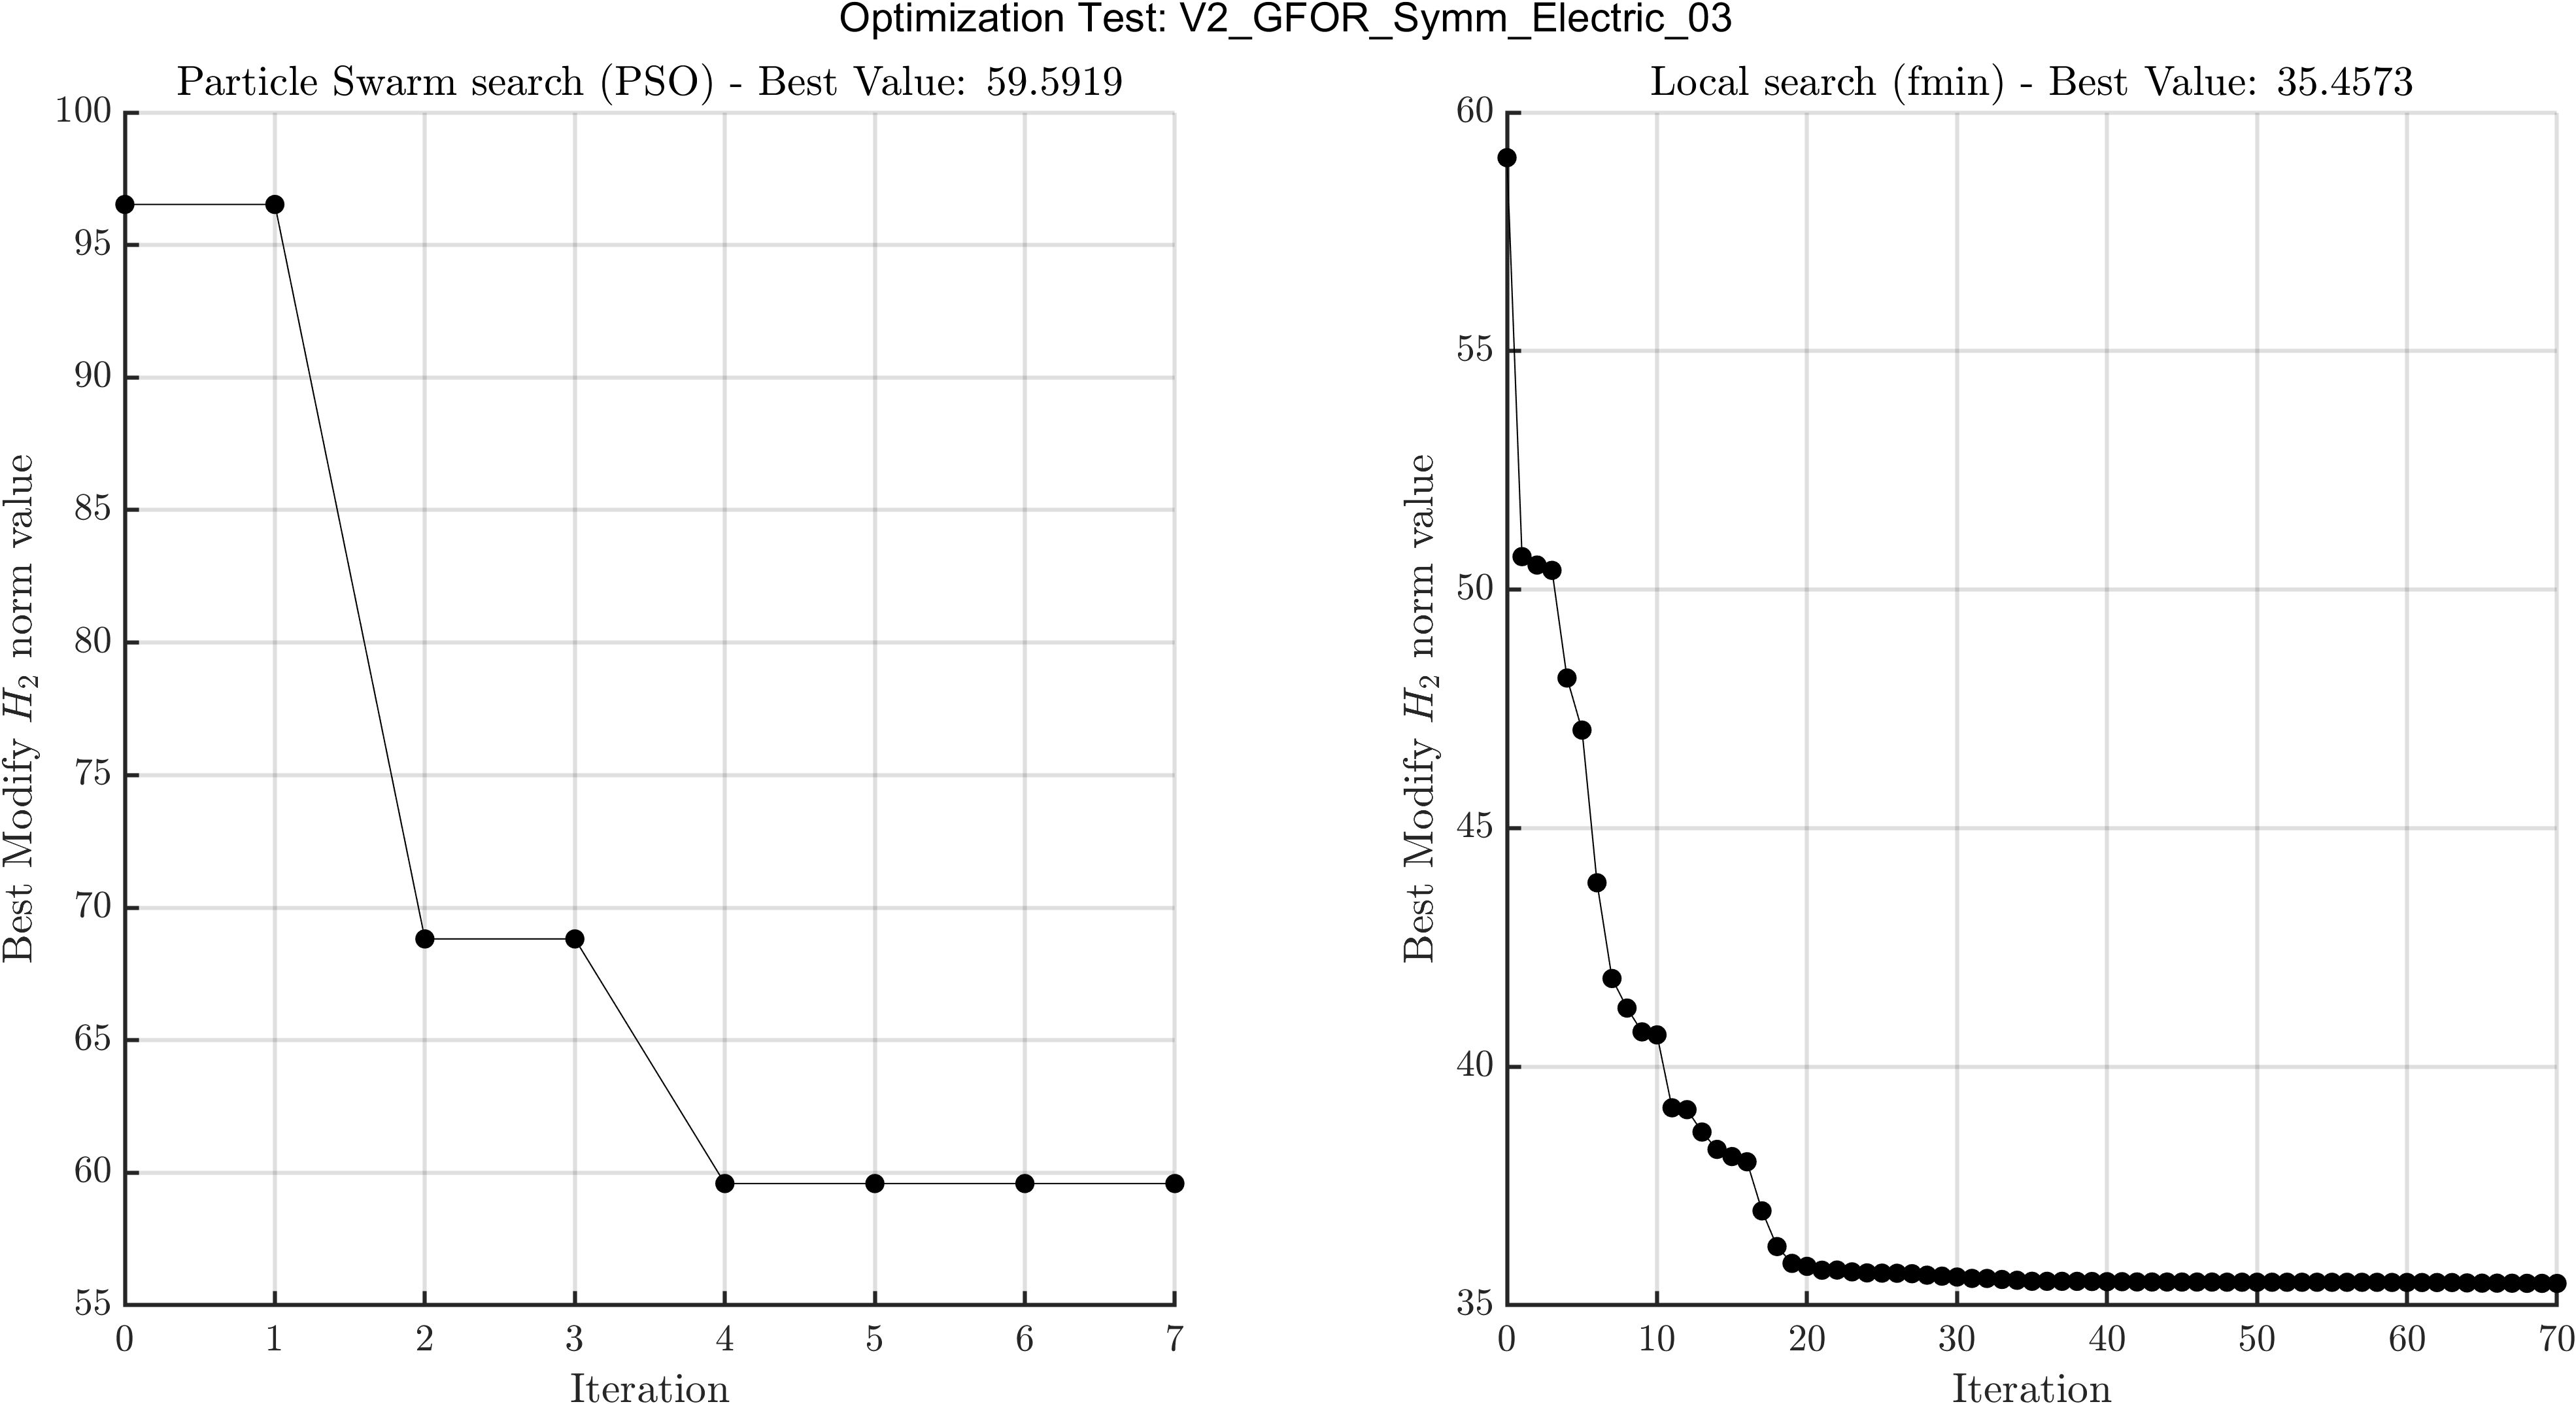 Optimization Test: V2_GFOR_Symm_Electric_03
Particle Swarm search (PSO) - Best Value: 59.5919
100
95
90
85
80
75
70
65
60
55
0 1 2 3 4 5 6 7
Iteration
Best Modify H₂ norm value
Local search (fmin) - Best Value: 35.4573
60
55
50
45
40
35
0 10 20 30 40 50 60 70
Iteration
Best Modify H₂ norm value